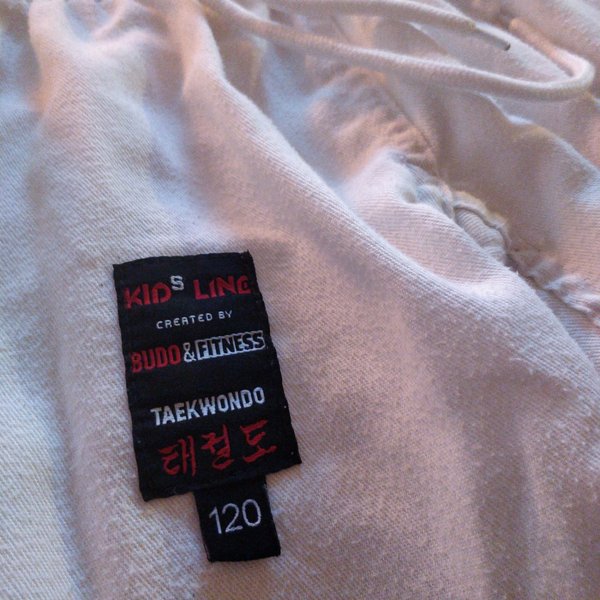 KIDS LINE
CREATED BY
BUDO&FITNESS
TAEKWONDO
태권도
120